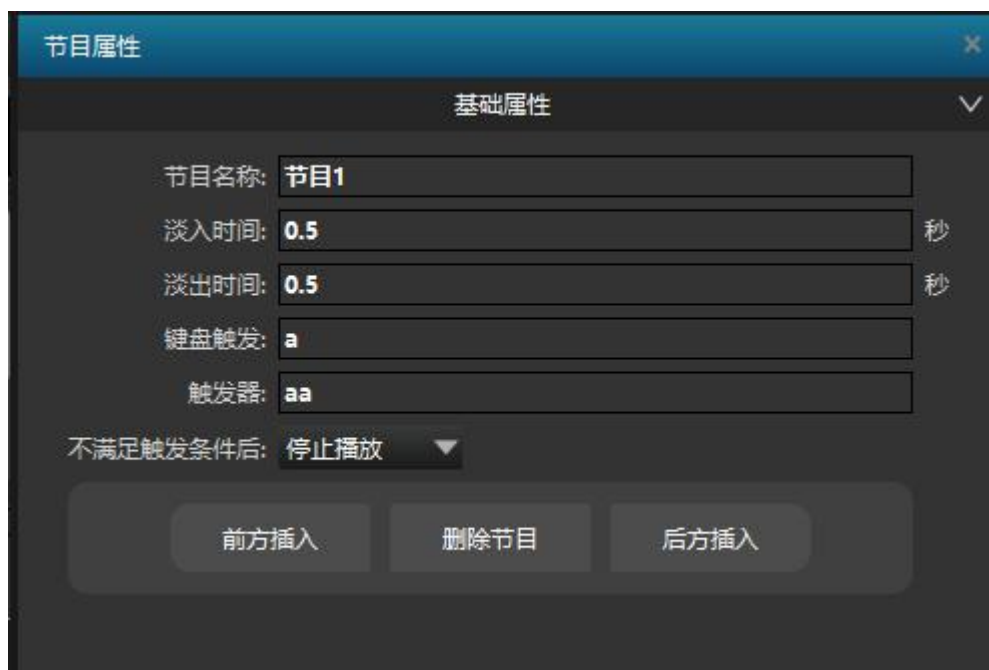 节目属性
基础属性
节目名称: 节目1
淡入时间: 0.5 秒
淡出时间: 0.5 秒
键盘触发: a
触发器: aa
不满足触发条件后: 停止播放
前方插入 删除节目 后方插入